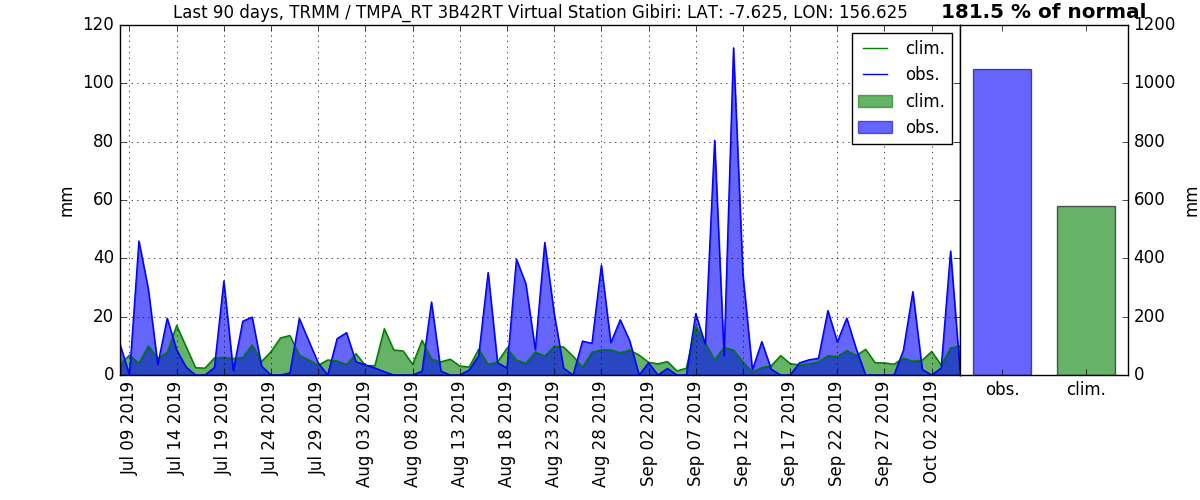 Last 90 days, TRMM / TMPA_RT 3B42RT Virtual Station Gibiri: LAT: -7.625, LON: 156.625
181.5 % of normal
mm
120
100
80
60
40
20
0
clim.
obs.
clim.
obs.
1200
1000
800
600
400
200
0
mm
Jul 09 2019
Jul 14 2019
Jul 19 2019
Jul 24 2019
Jul 29 2019
Aug 03 2019
Aug 08 2019
Aug 13 2019
Aug 18 2019
Aug 23 2019
Aug 28 2019
Sep 02 2019
Sep 07 2019
Sep 12 2019
Sep 17 2019
Sep 22 2019
Sep 27 2019
Oct 02 2019
obs.
clim.